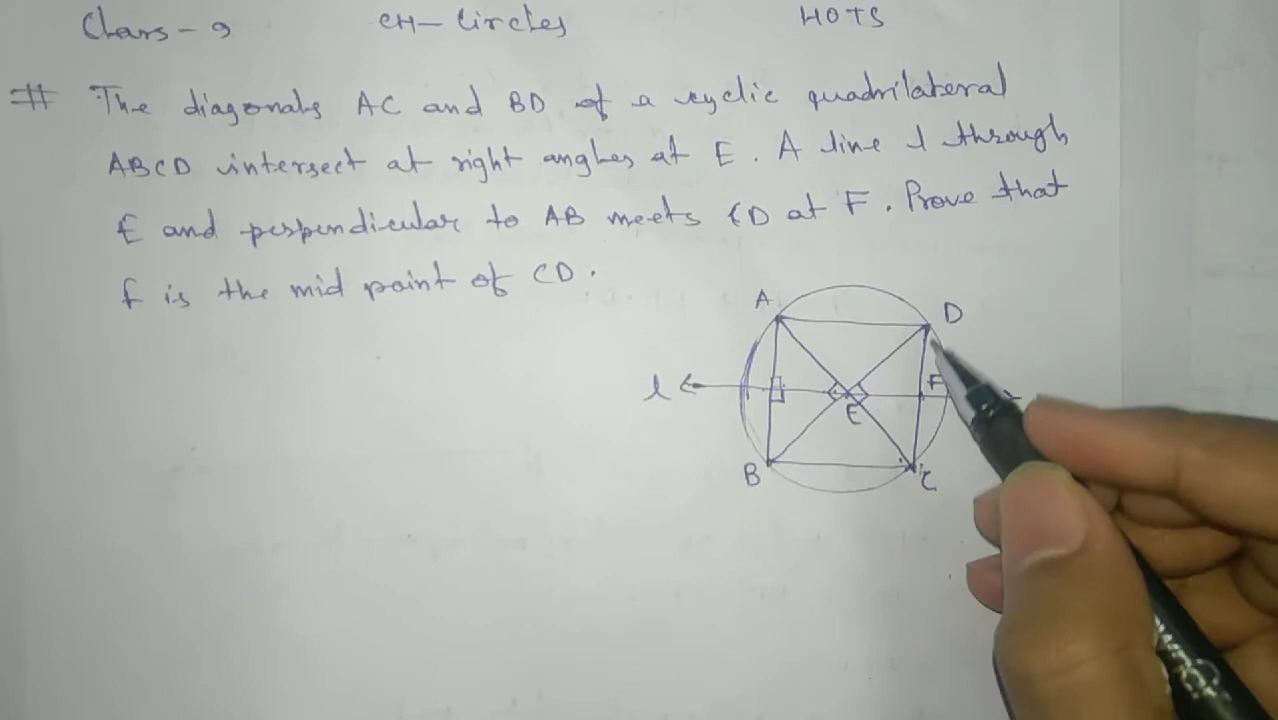 Class - 9 CH- Circles HOTS
# The diagonals AC and BD of a cyclic quadrilateral
ABCD intersect at right angles at E. A line l through
E and perpendicular to AB meets CD at F. Prove that
f is the mid point of CD.
A D
l F
E
B C